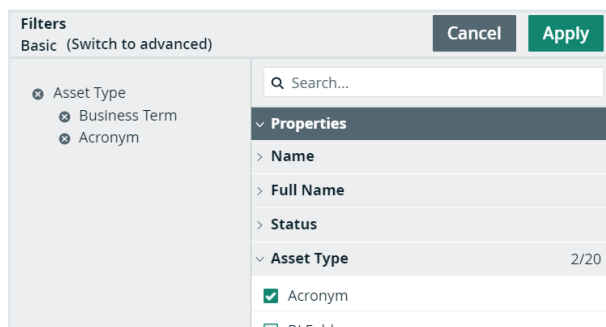 Filters
Basic (Switch to advanced)
Cancel
Apply
Asset Type
Business Term
Acronym
Search...
Properties
Name
Full Name
Status
Asset Type 2/20
Acronym